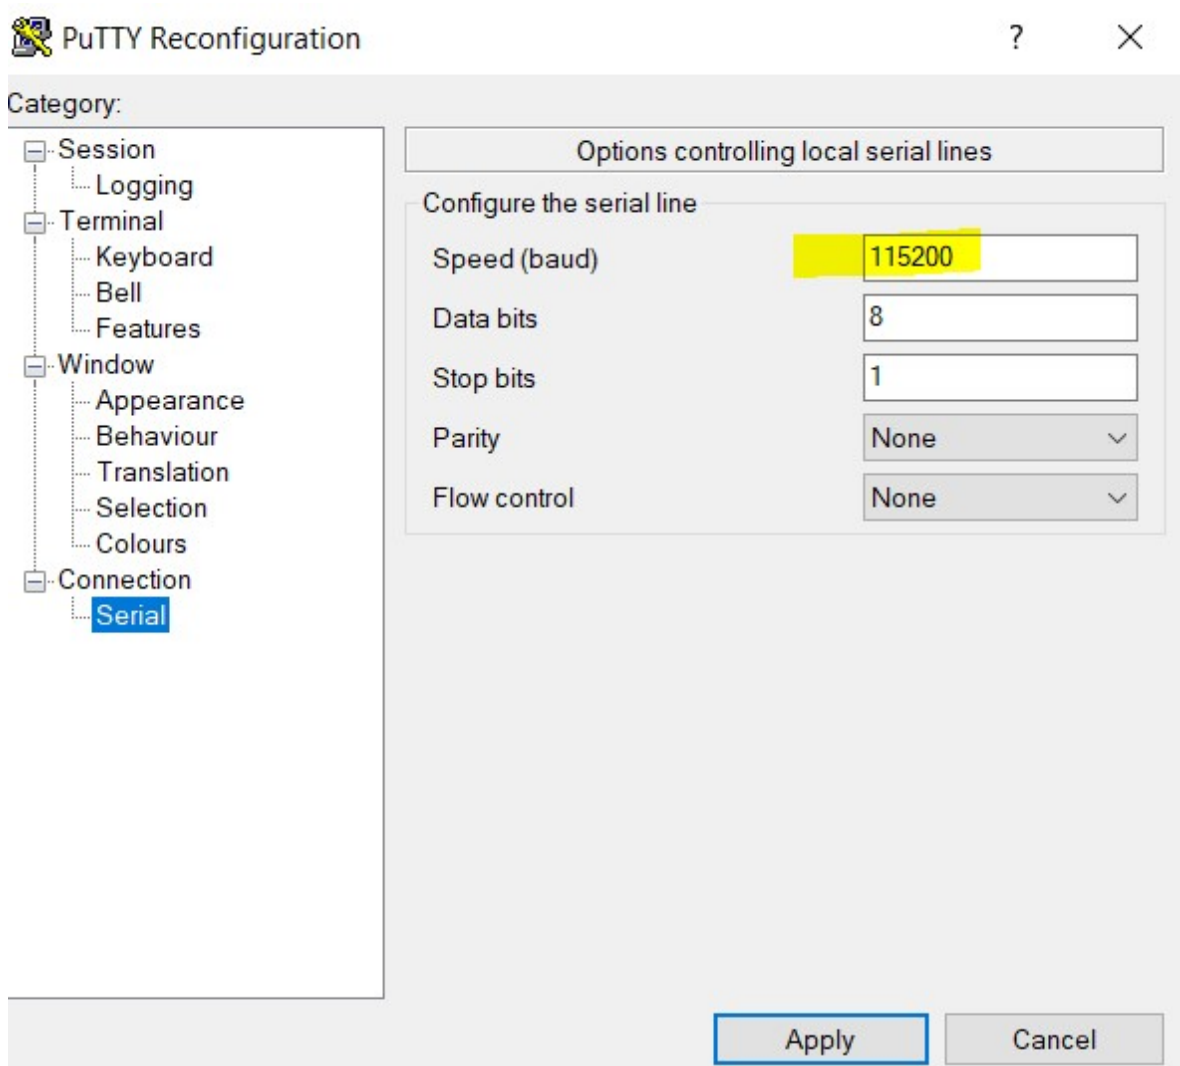 PuTTY Reconfiguration
?
Category:
Session
Logging
Terminal
Keyboard
Bell
Features
Window
Appearance
Behaviour
Translation
Selection
Colours
Connection
Serial
Options controlling local serial lines
Configure the serial line
Speed (baud) 115200
Data bits 8
Stop bits 1
Parity None
Flow control None
Apply Cancel